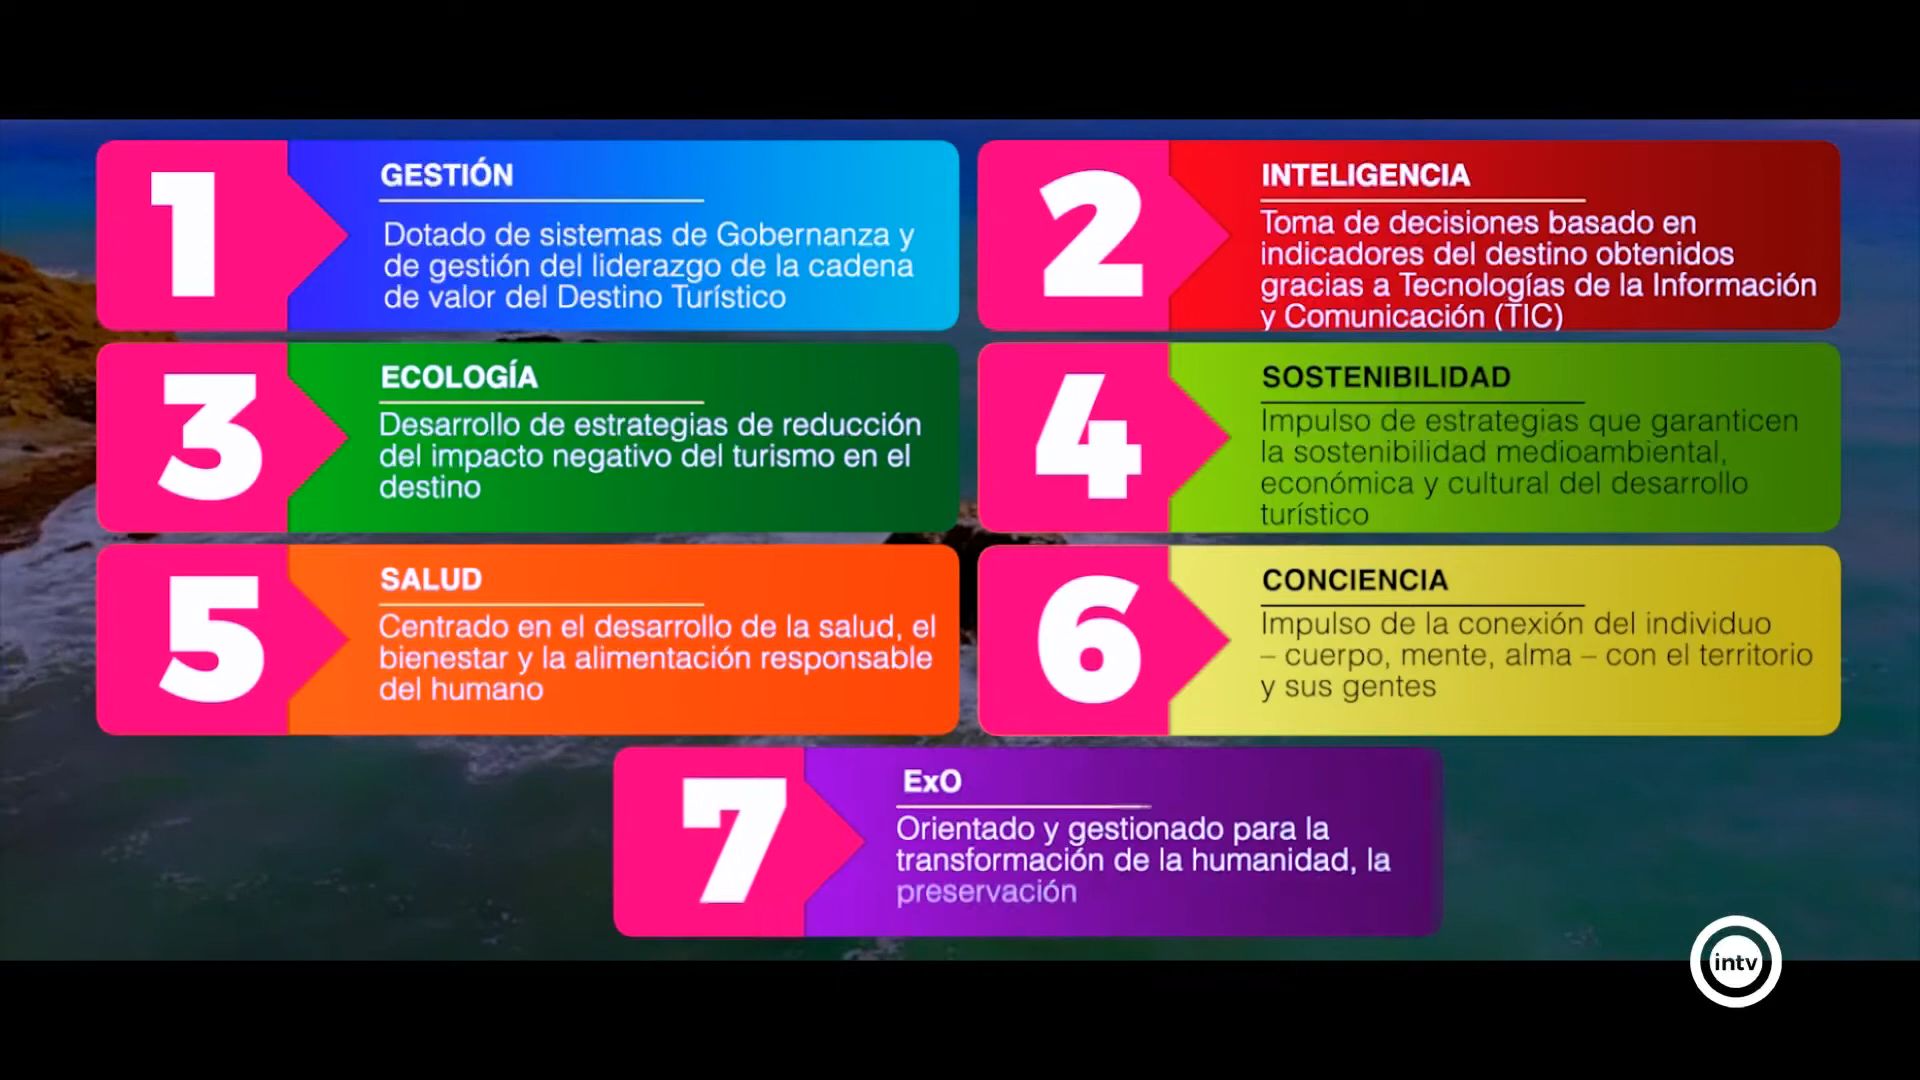 1
GESTIÓN
Dotado de sistemas de Gobernanza y
de gestión del liderazgo de la cadena
de valor del Destino Turístico
2
INTELIGENCIA
Toma de decisiones basado en
indicadores del destino obtenidos
gracias a Tecnologías de la Información
y Comunicación (TIC)
3
ECOLOGÍA
Desarrollo de estrategias de reducción
del impacto negativo del turismo en el
destino
4
SOSTENIBILIDAD
Impulso de estrategias que garanticen
la sostenibilidad medioambiental,
económica y cultural del desarrollo
turístico
5
SALUD
Centrado en el desarrollo de la salud, el
bienestar y la alimentación responsable
del humano
6
CONCIENCIA
Impulso de la conexión del individuo
– cuerpo, mente, alma – con el territorio
y sus gentes
7
ExO
Orientado y gestionado para la
transformación de la humanidad, la
preservación
intv